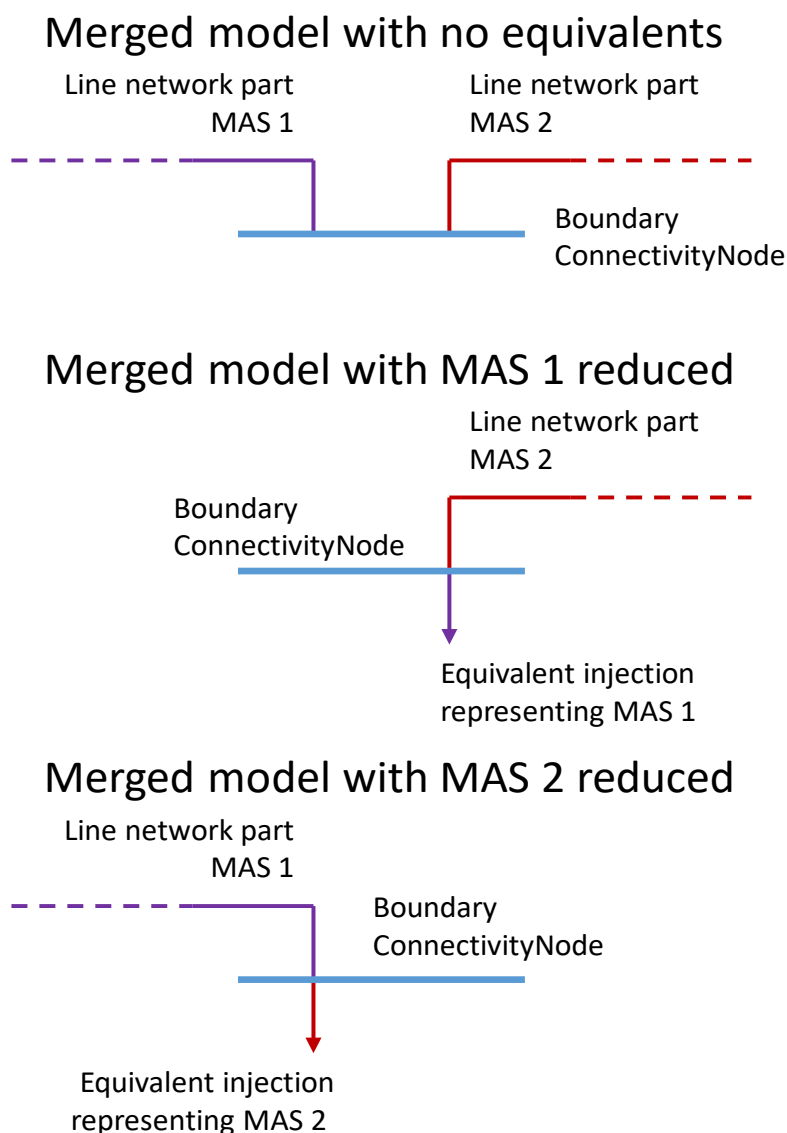 Merged model with no equivalents
Line network part
MAS 1
Line network part
MAS 2
Boundary
ConnectivityNode
Merged model with MAS 1 reduced
Line network part
MAS 2
Boundary
ConnectivityNode
Equivalent injection
representing MAS 1
Merged model with MAS 2 reduced
Line network part
MAS 1
Boundary
ConnectivityNode
Equivalent injection
representing MAS 2